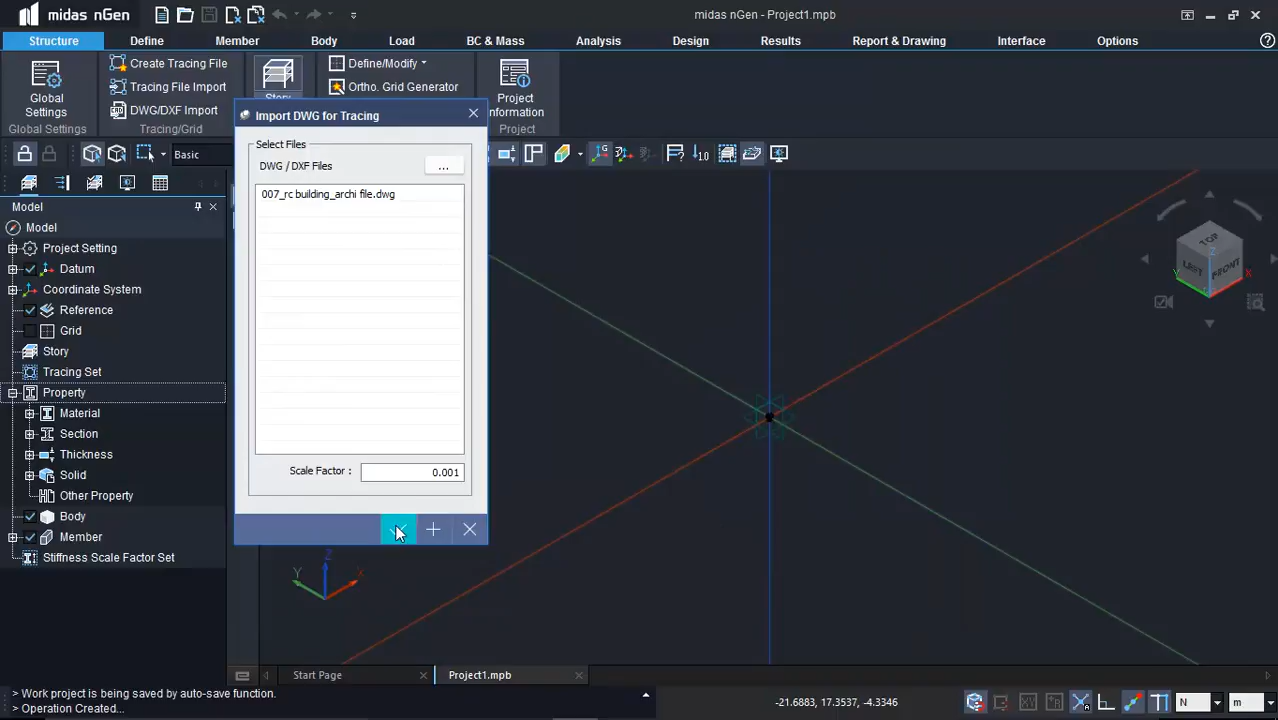 midas nGen
midas nGen - Project1.mpb
Structure Define Member Body Load BC & Mass Analysis Design Results Report & Drawing Interface Options
Create Tracing File
Tracing File Import
DWG/DXF Import
Global
Settings
Story
Define/Modify
Ortho. Grid Generator
Project
Information
Global Settings Tracing/Grid Project
Basic
Model
Model
Project Setting
Datum
Coordinate System
Reference
Grid
Story
Tracing Set
Property
Material
Section
Thickness
Solid
Other Property
Body
Member
Stiffness Scale Factor Set
Import DWG for Tracing
Select Files
DWG / DXF Files
...
007_rc building_archi file.dwg
Scale Factor :
0.001
TOP
LEFT
FRONT
Z
Y
X
Z
Y
X
Start Page
Project1.mpb
> Work project is being saved by auto-save function.
> Operation Created...
-21.6883, 17.3537, -4.3346
N
m